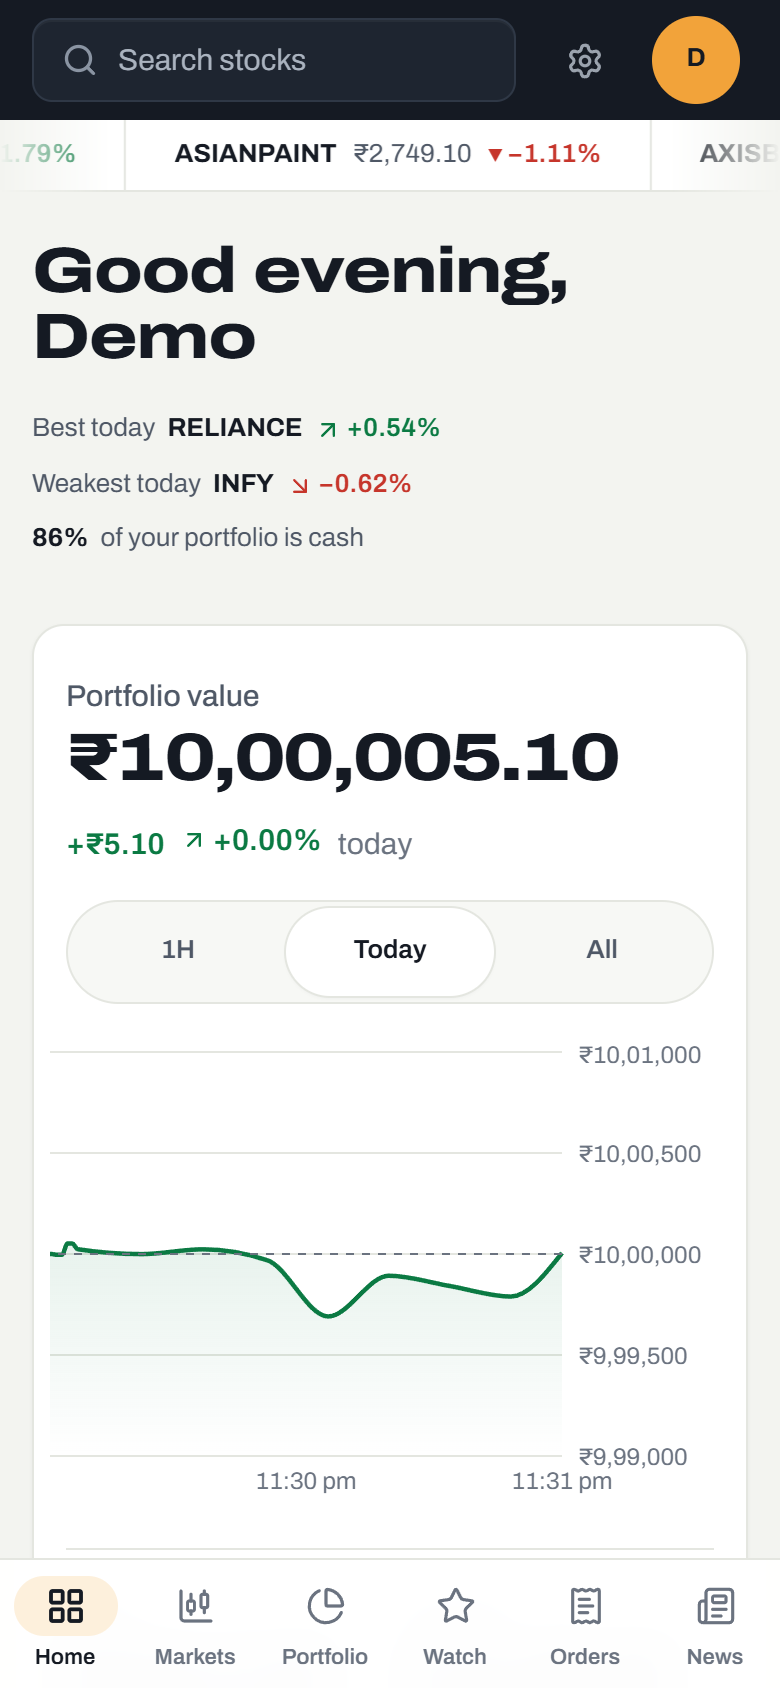 Search stocks
D
1.79%
ASIANPAINT ₹2,749.10 ▼−1.11%
Good evening,
Demo
Best today RELIANCE ↗ +0.54%
Weakest today INFY ↘ −0.62%
86% of your portfolio is cash
Portfolio value
₹10,00,005.10
+₹5.10 ↗ +0.00% today
1H Today All
₹10,01,000
₹10,00,500
₹10,00,000
₹9,99,500
₹9,99,000
11:30 pm 11:31 pm
Home Markets Portfolio Watch Orders News